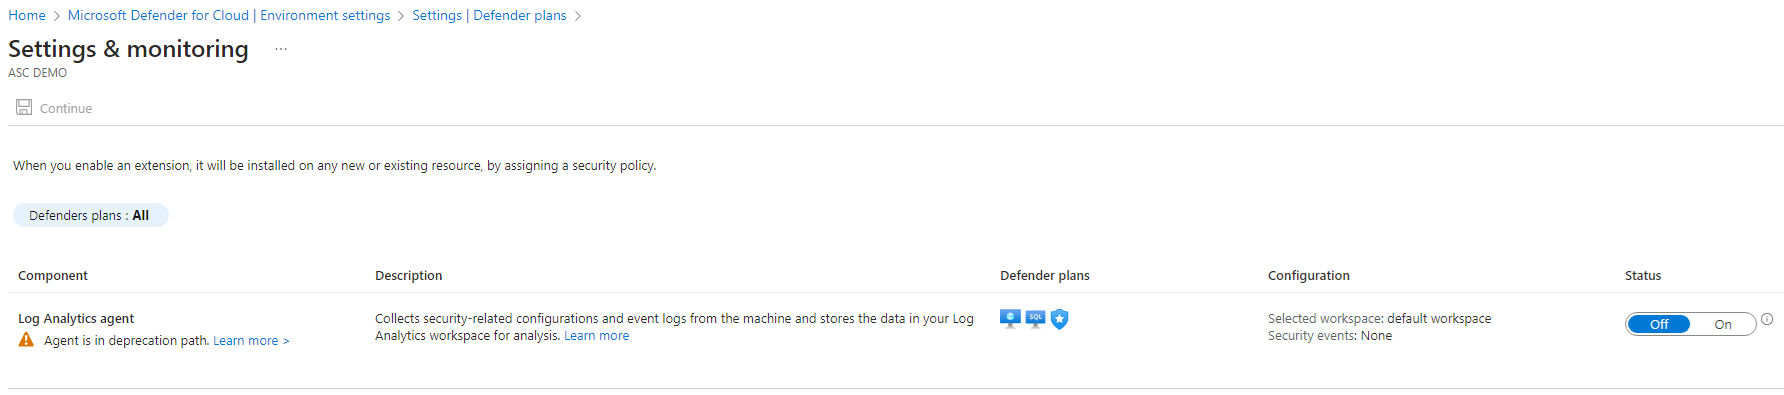 Home > Microsoft Defender for Cloud | Environment settings > Settings | Defender plans >
Settings & monitoring ...
ASC DEMO
Continue
When you enable an extension, it will be installed on any new or existing resource, by assigning a security policy.
Defenders plans : All
Component Description Defender plans Configuration Status
Log Analytics agent
Agent is in deprecation path. Learn more >
Collects security-related configurations and event logs from the machine and stores the data in your Log
Analytics workspace for analysis. Learn more
SQL
Selected workspace: default workspace
Security events: None
Off On